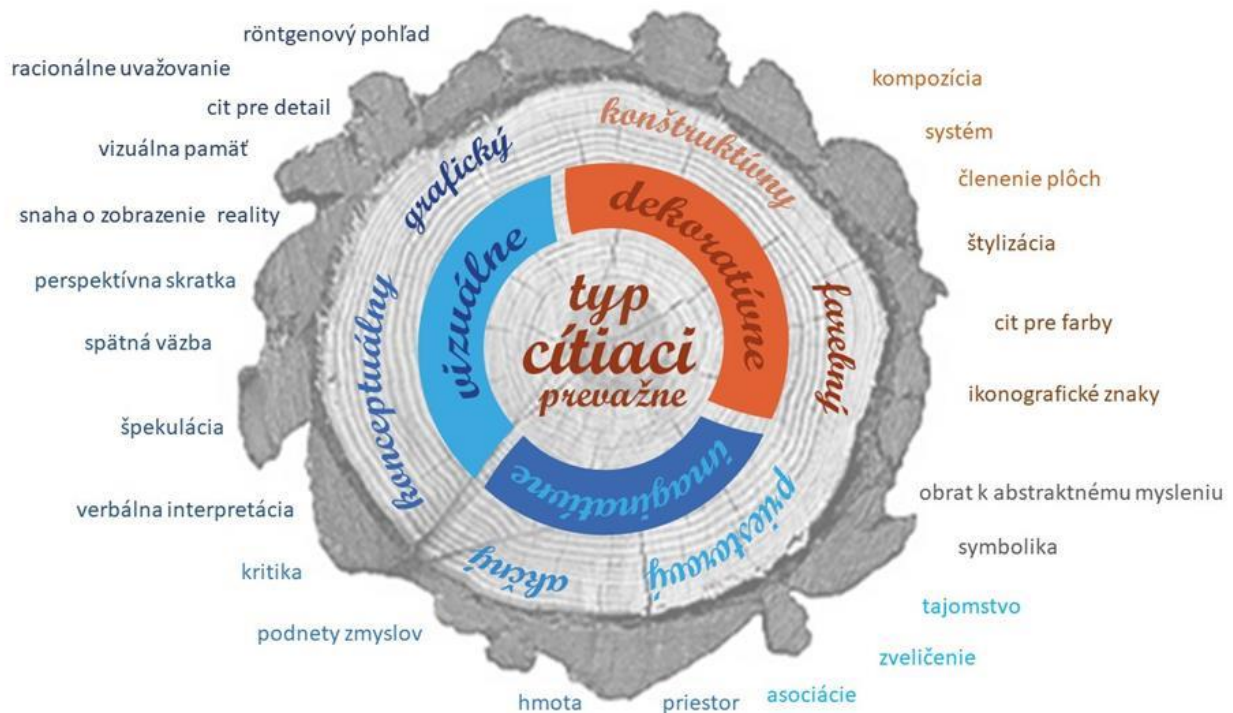 röntgenový pohľad
racionálne uvažovanie
cit pre detail
vizuálna pamäť
snaha o zobrazenie reality
perspektívna skratka
spätná väzba
špekulácia
verbálna interpretácia
kritika
podnety zmyslov
hmota
priestor
asociácie
zveličenie
tajomstvo
symbolika
obrat k abstraktnému mysleniu
ikonografické znaky
cit pre farby
štylizácia
členenie plôch
systém
kompozícia
grafický
konštruktívny
farebný
priestorový
akčný
konceptuálny
vizuálne
dekoratívne
imaginatívne
typ
cítiaci
prevažne